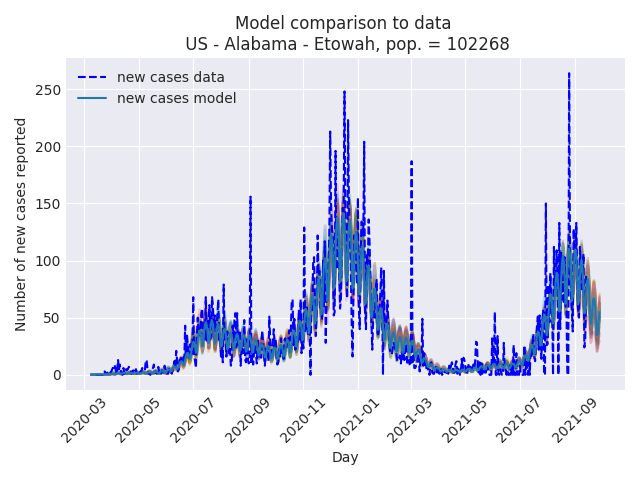 Model comparison to data
US - Alabama - Etowah, pop. = 102268
new cases data
new cases model
Number of new cases reported
250
200
150
100
50
0
2020-03
2020-05
2020-07
2020-09
2020-11
2021-01
2021-03
2021-05
2021-07
2021-09
Day